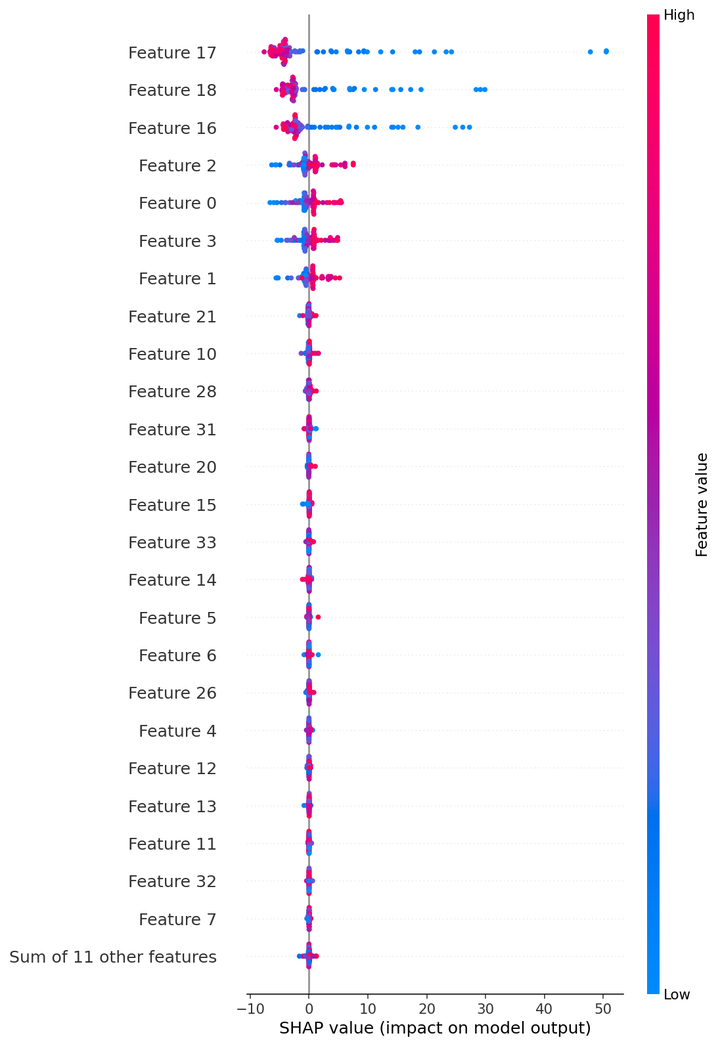 High
Feature 17
Feature 18
Feature 16
Feature 2
Feature 0
Feature 3
Feature 1
Feature 21
Feature 10
Feature 28
Feature 31
Feature 20
Feature 15
Feature 33
Feature 14
Feature 5
Feature 6
Feature 26
Feature 4
Feature 12
Feature 13
Feature 11
Feature 32
Feature 7
Sum of 11 other features
Feature value
Low
−10 0 10 20 30 40 50
SHAP value (impact on model output)